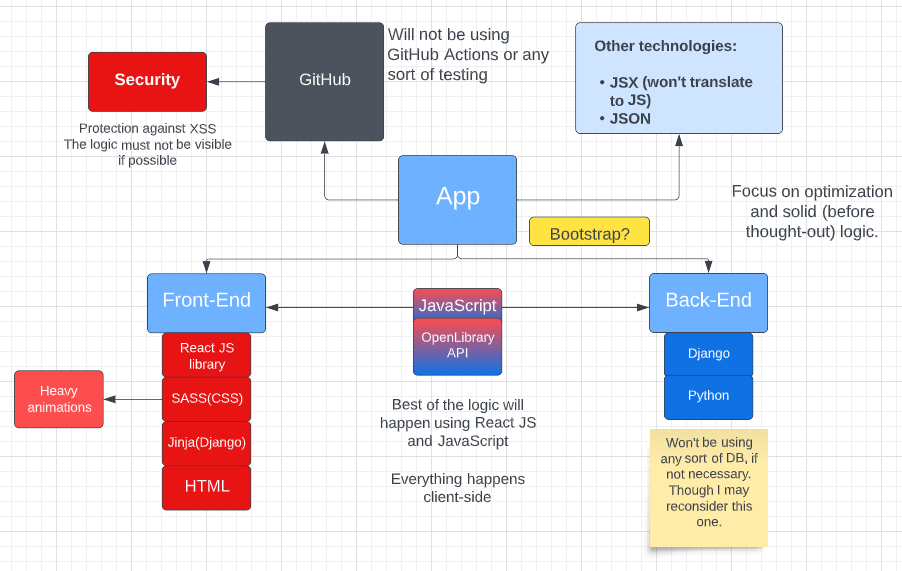 Will not be using
GitHub Actions or any
sort of testing
Other technologies:
• JSX (won't translate
to JS)
• JSON
Security
GitHub
Protection against XSS
The logic must not be visible
if possible
App
Focus on optimization
and solid (before
thought-out) logic.
Bootstrap?
Front-End
JavaScript
Back-End
OpenLibrary
API
React JS
library
SASS(CSS)
Jinja(Django)
HTML
Heavy
animations
Django
Python
Best of the logic will
happen using React JS
and JavaScript
Everything happens
client-side
Won't be using
any sort of DB, if
not necessary.
Though I may
reconsider this
one.